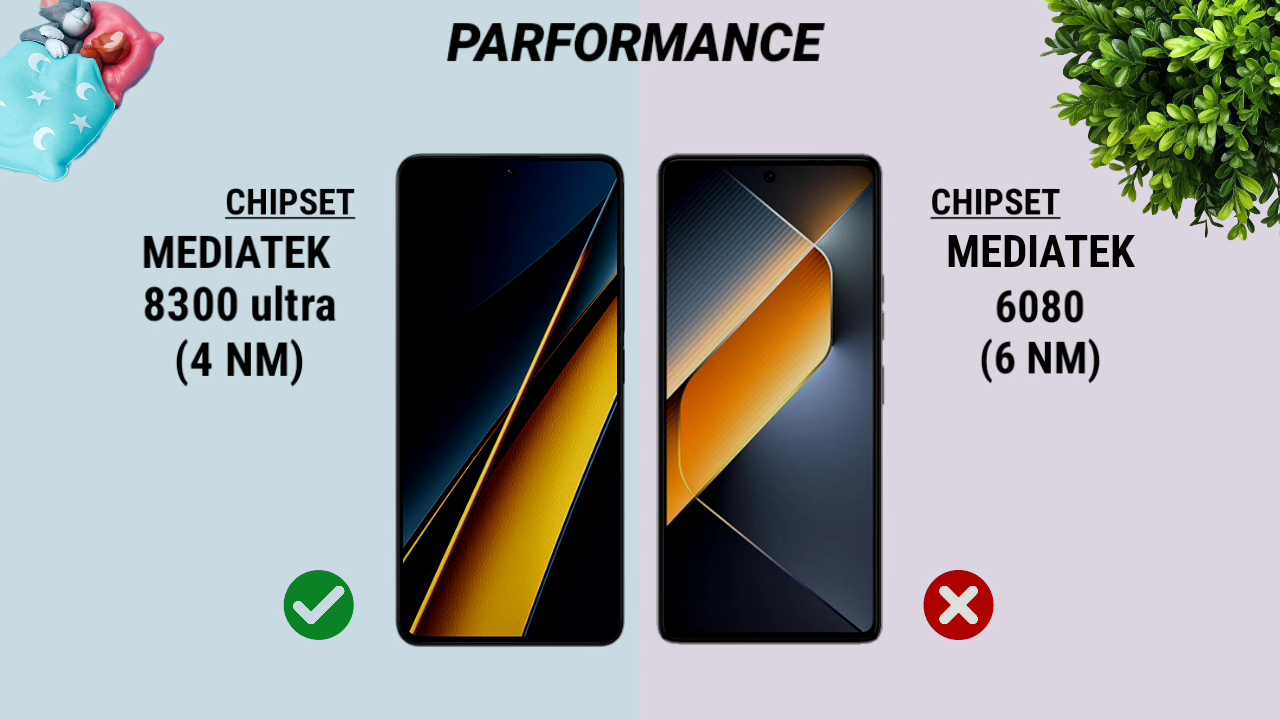 PARFORMANCE
CHIPSET
MEDIATEK
8300 ultra
(4 NM)
CHIPSET
MEDIATEK
6080
(6 NM)